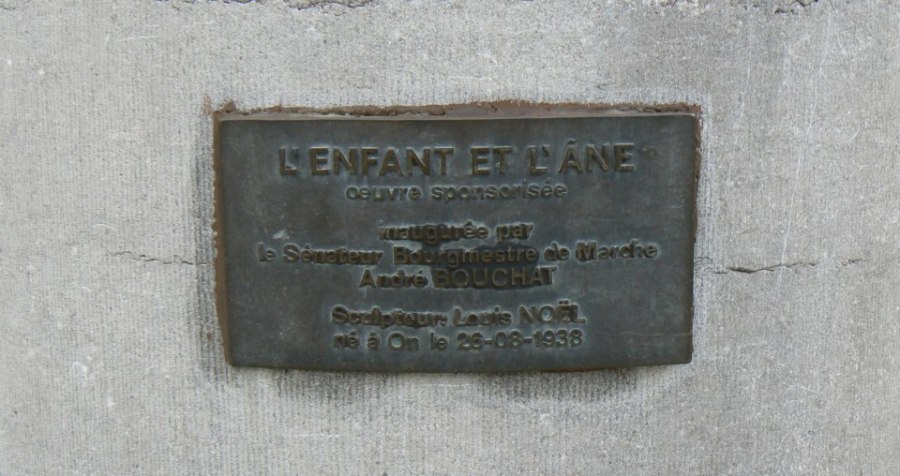 L'ENFANT ET L'ÂNE
œuvre sponsorisée
inaugurée par
le Sénateur Bourgmestre de Marche
André BOUCHAT
Sculpteur: Louis NOËL
né à On le 26-08-1938